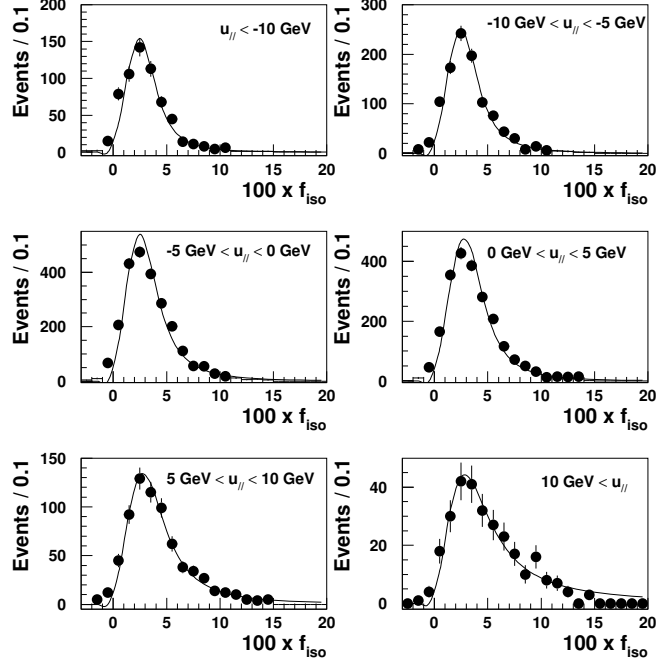 Events / 0.1
200
150
100
50
0
u// < -10 GeV
0 5 10 15 20
100 x fiso
Events / 0.1
300
200
100
0
-10 GeV < u// < -5 GeV
0 5 10 15 20
100 x fiso
Events / 0.1
400
200
0
-5 GeV < u// < 0 GeV
0 5 10 15 20
100 x fiso
Events / 0.1
400
200
0
0 GeV < u// < 5 GeV
0 5 10 15 20
100 x fiso
Events / 0.1
150
100
50
0
5 GeV < u// < 10 GeV
0 5 10 15 20
100 x fiso
Events / 0.1
40
20
0
10 GeV < u//
0 5 10 15
100 x fiso